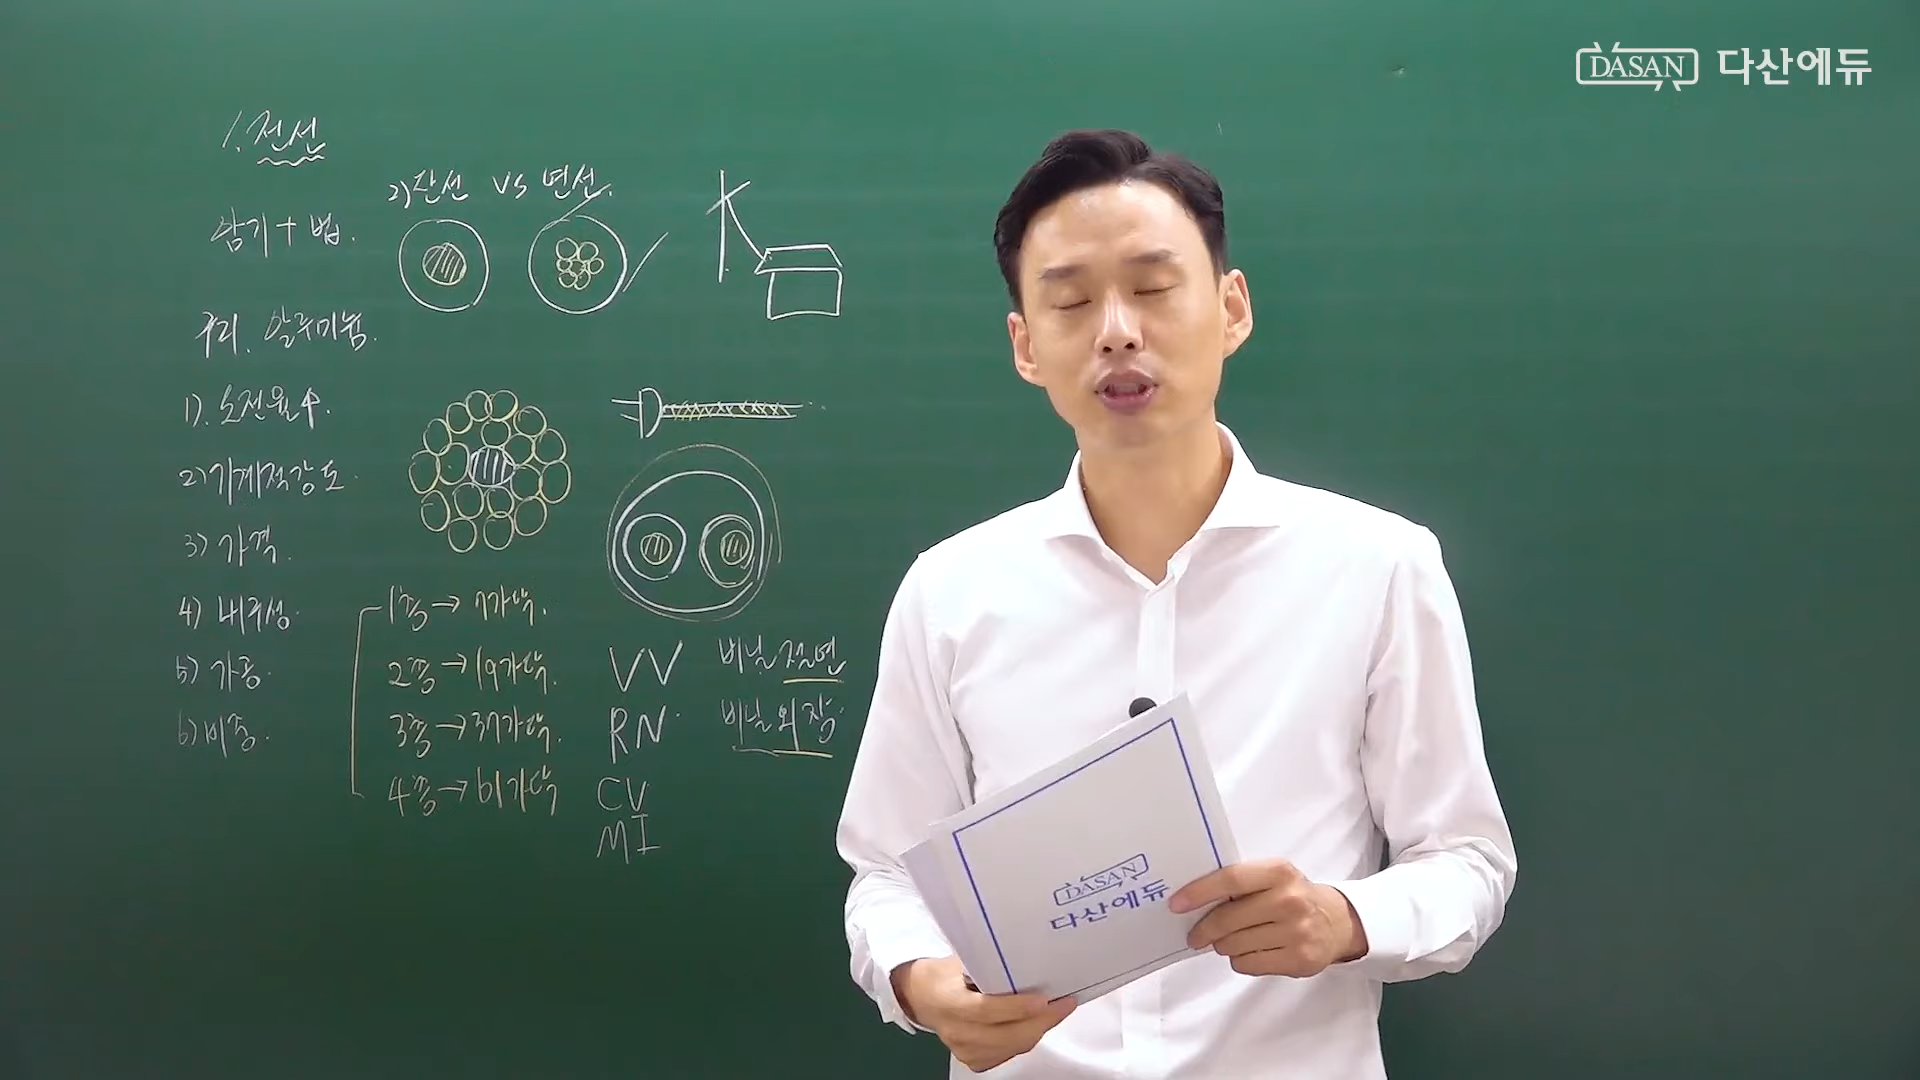 DASAN 다산에듀
1. 전선
암기 + 법.
구리. 알루미늄.
1). 도전율↑.
2) 기계적강도.
3) 가격.
4) 내구성.
5) 가공.
6) 비중.
2) 단선 VS 연선.
1층→7가닥.
2층→19가닥.
3층→37가닥.
4층→61가닥
VV
RN
CV
MI
비닐절연
비닐외장.
DASAN
다산에듀